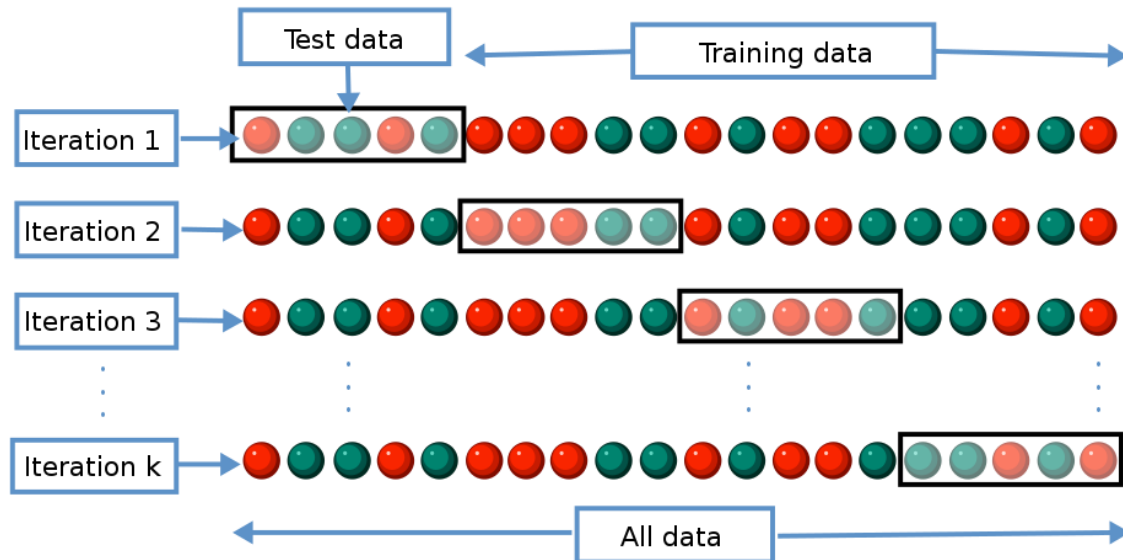 Test data
Training data
Iteration 1
Iteration 2
Iteration 3
Iteration k
All data